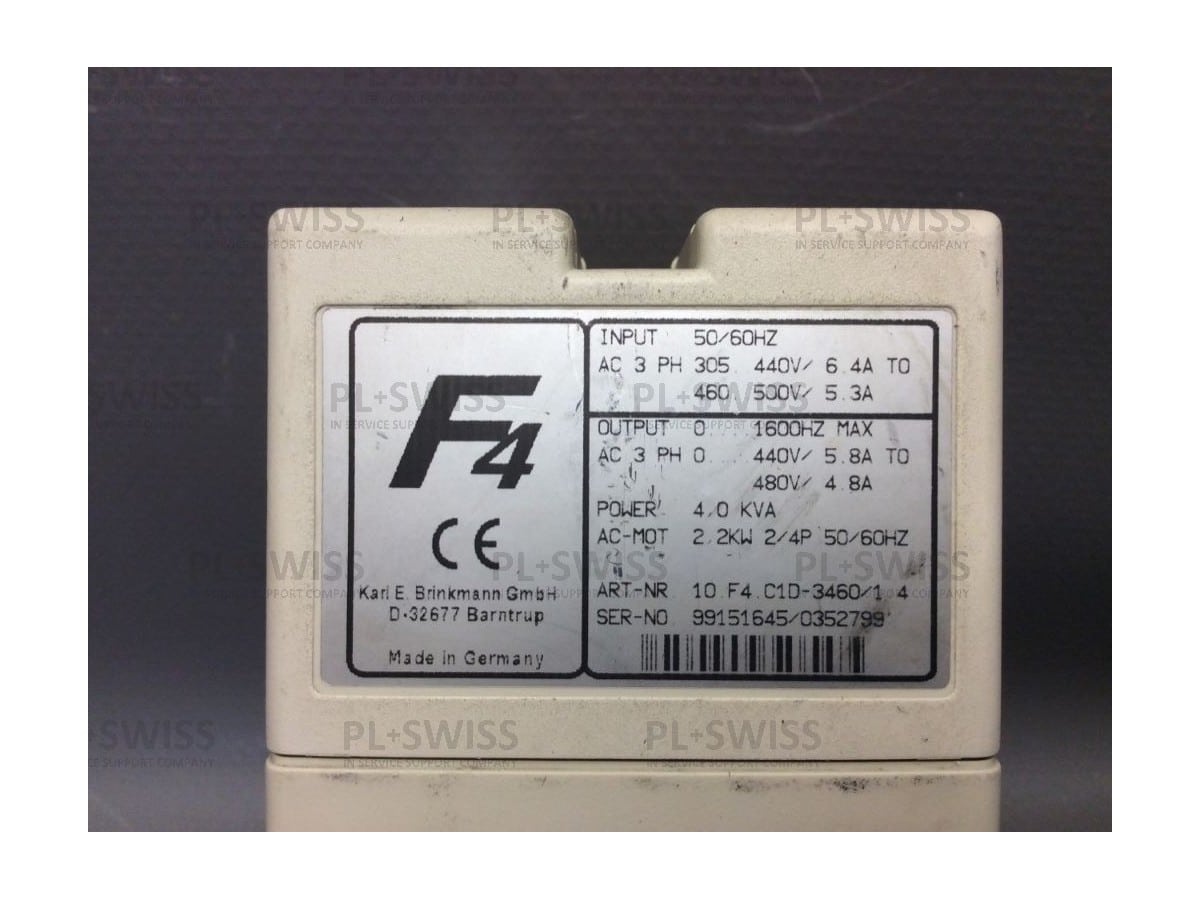 F4
CE
Karl E. Brinkmann GmbH
D-32677 Barntrup
Made in Germany
INPUT 50/60HZ
AC 3 PH 305. 440V/ 6.4A TO
460 500V/ 5.3A
OUTPUT 0... 1600HZ MAX
AC 3 PH 0... 440V/ 5.8A TO
480V/ 4.8A
POWER 4.0 KVA
AC-MOT 2.2KW 2/4P 50/60HZ
ART-NR 10.F4.C1D-3460/1.4
SER-NO 99151645/0352799
PL+SWISS
IN SERVICE SUPPORT COMPANY